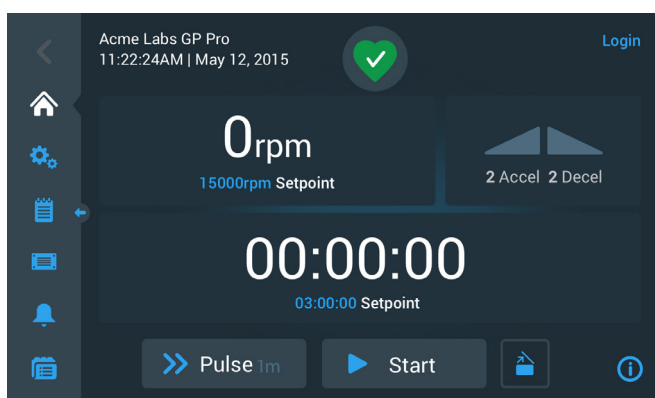 Acme Labs GP Pro
Login
11:22:24AM | May 12, 2015
0rpm
15000rpm Setpoint
2 Accel 2 Decel
00:00:00
03:00:00 Setpoint
Pulse 1m
Start